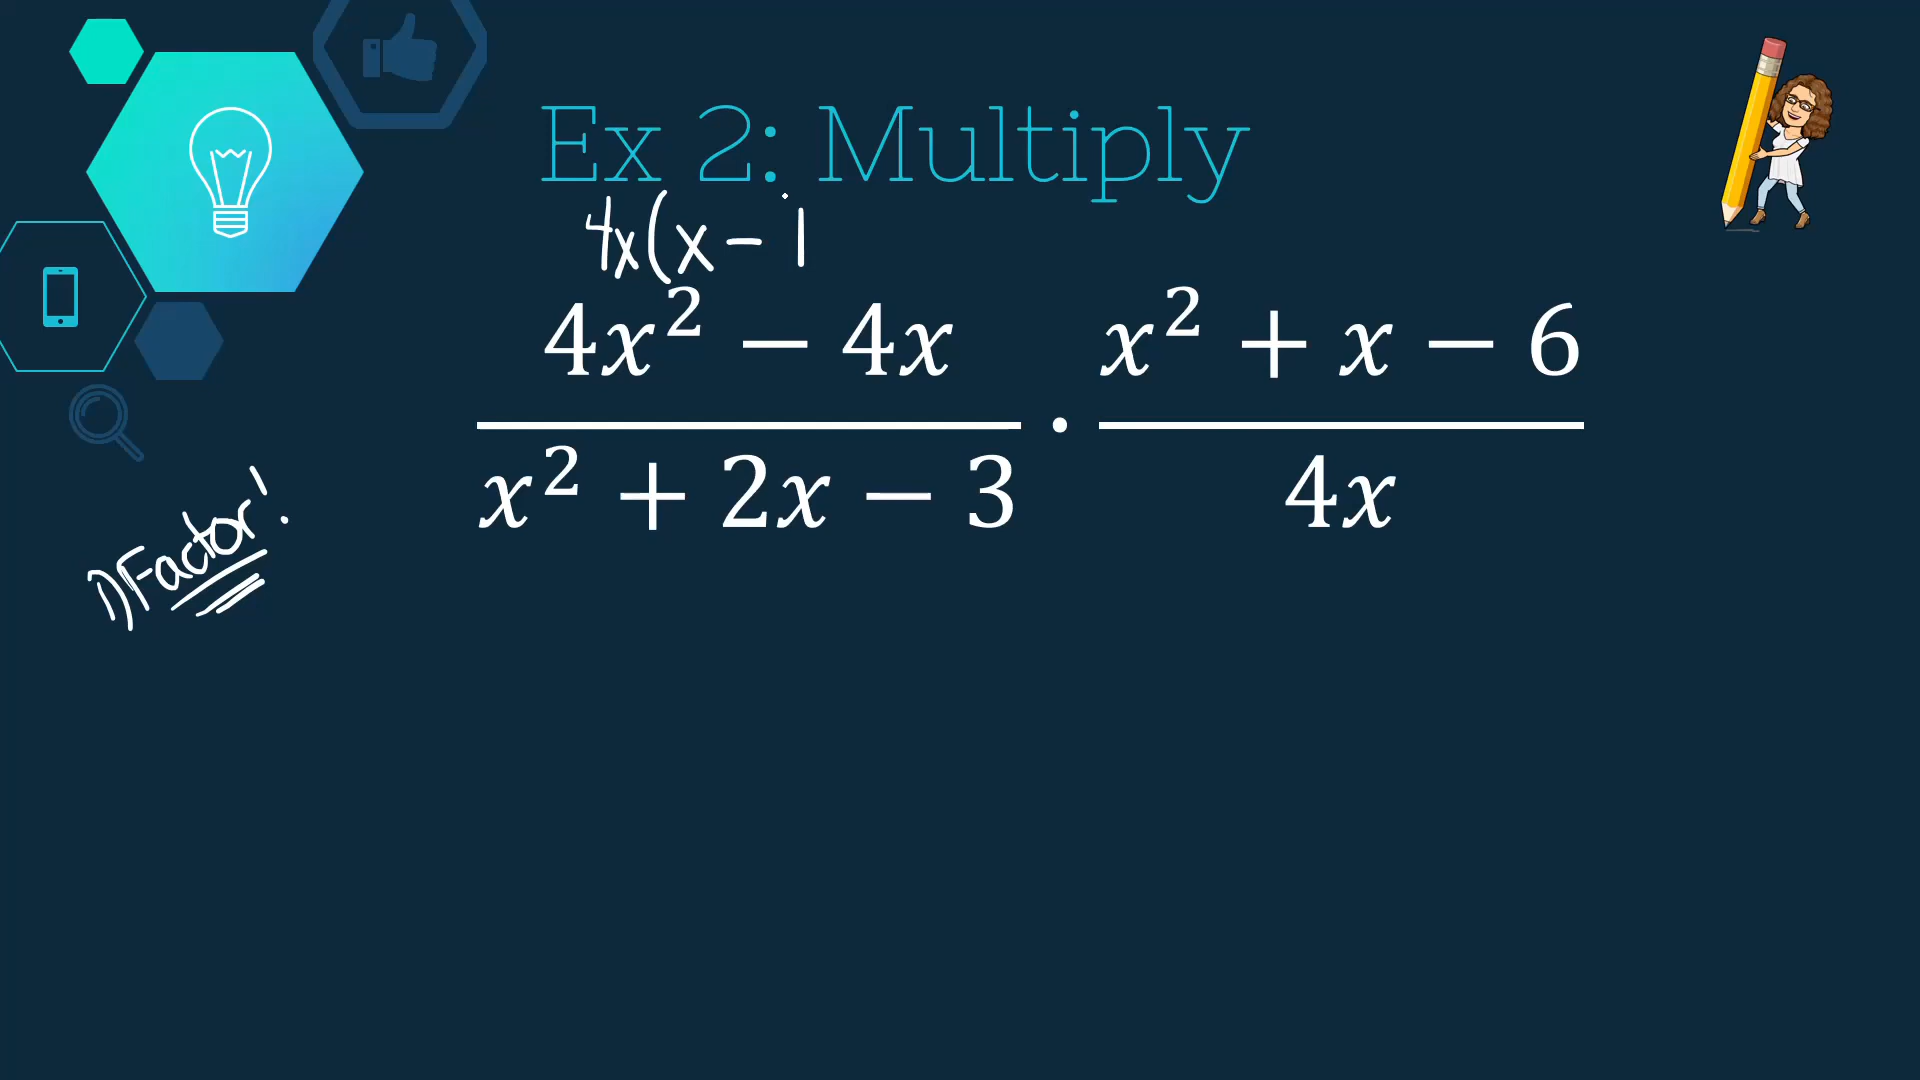 Ex 2: Multiply
4x(x - 1
4x² − 4x / x² + 2x − 3 · x² + x − 6 / 4x
1) Factor!